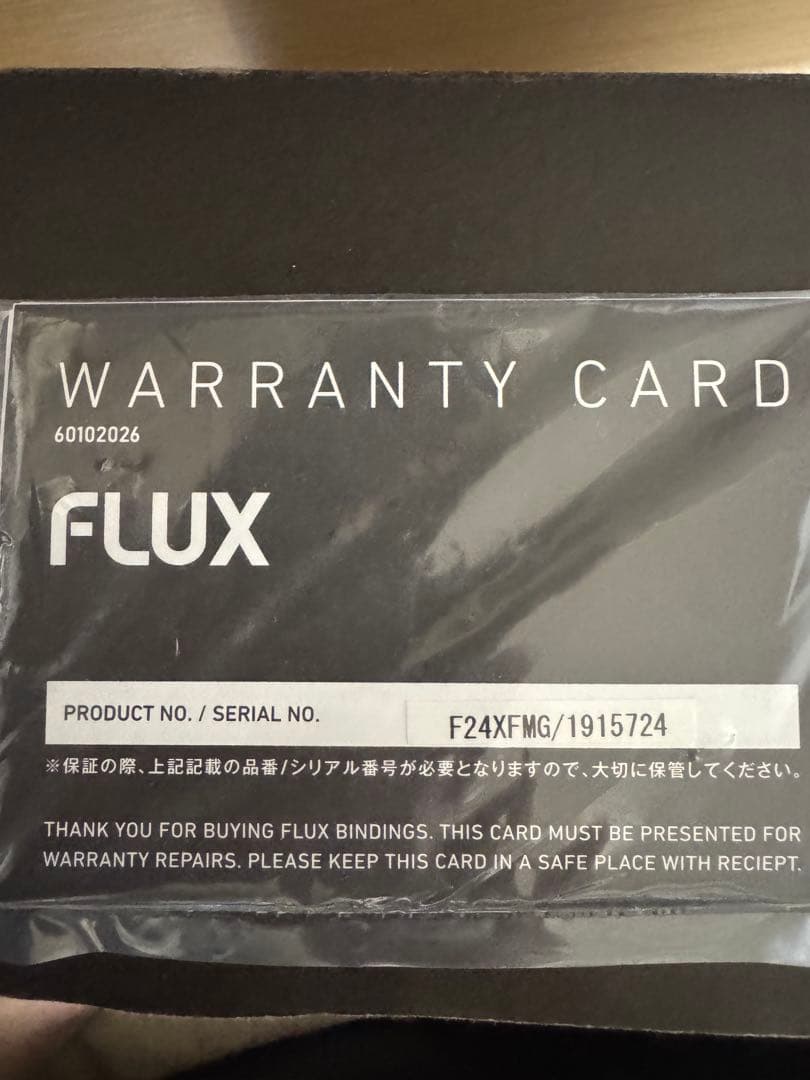 WARRANTY CARD
60102026
FLUX
PRODUCT NO. / SERIAL NO. F24XFMG/1915724
※保証の際、上記記載の品番/シリアル番号が必要となりますので、大切に保管してください。
THANK YOU FOR BUYING FLUX BINDINGS. THIS CARD MUST BE PRESENTED FOR
WARRANTY REPAIRS. PLEASE KEEP THIS CARD IN A SAFE PLACE WITH RECIEPT.